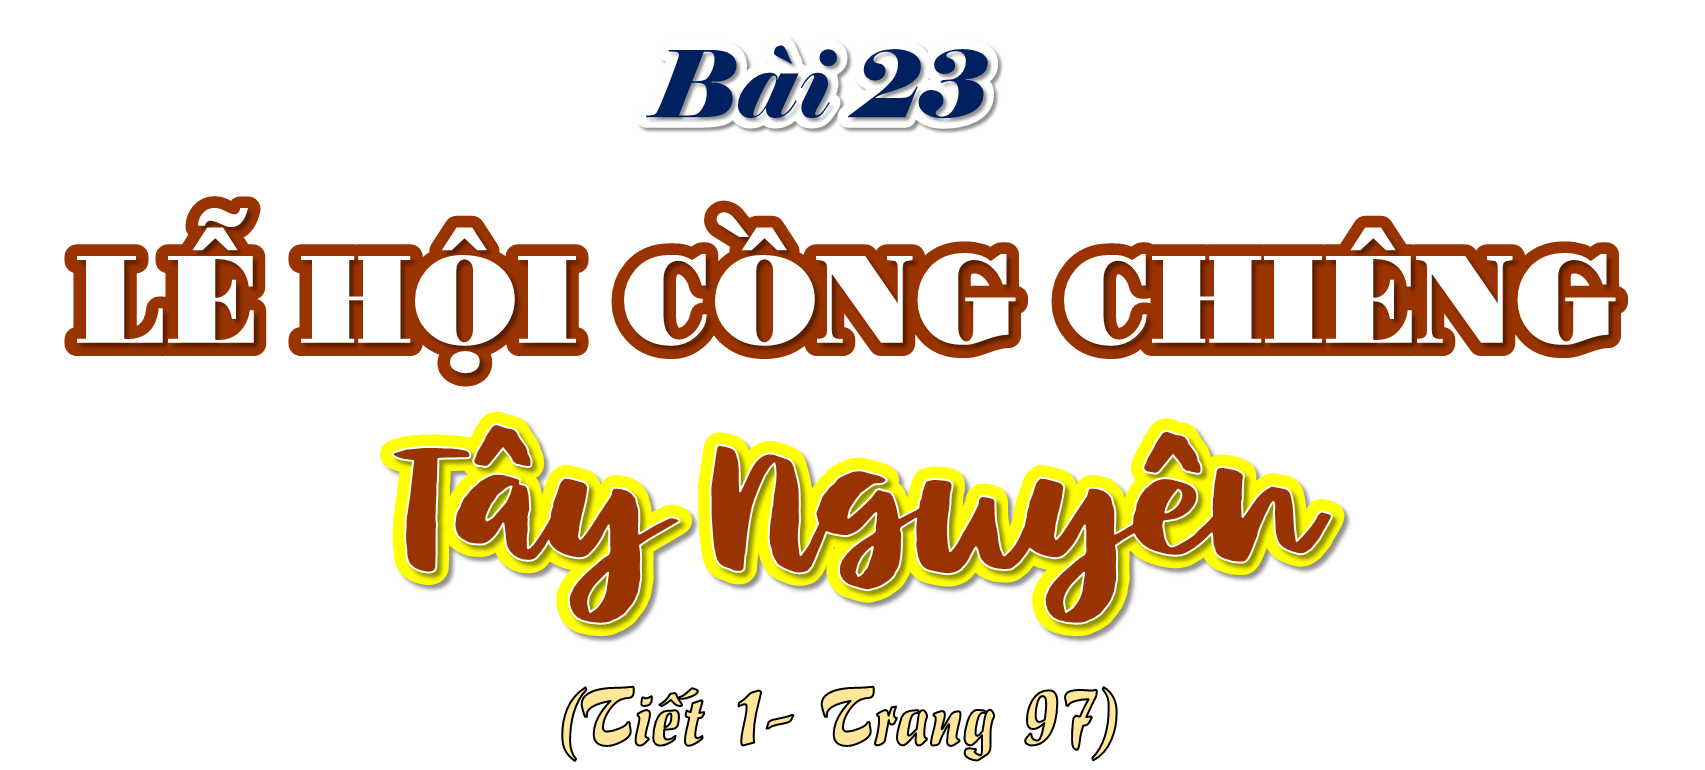 Bài 23
LỄ HỘI CỒNG CHIÊNG
Tây Nguyên
(Tiết 1- Trang 97)